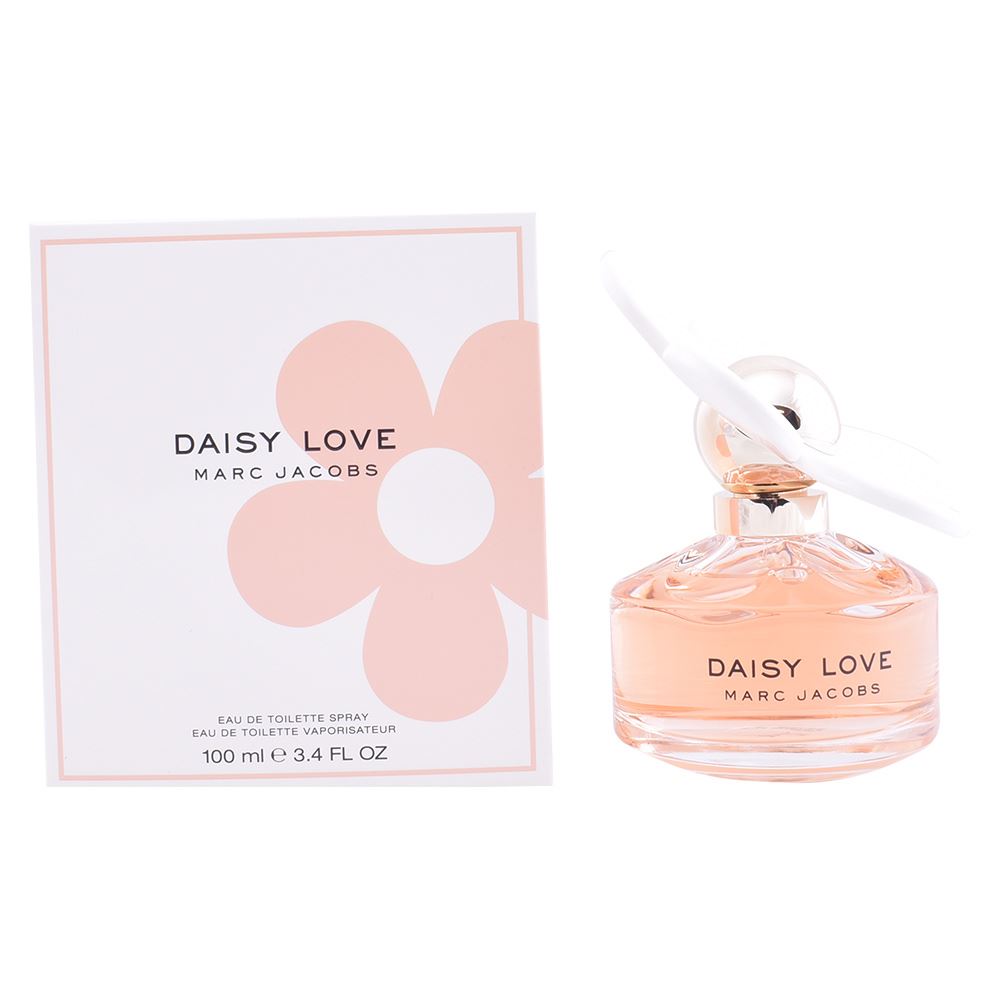 DAISY LOVE
MARC JACOBS
EAU DE TOILETTE SPRAY
EAU DE TOILETTE VAPORISATEUR
100 ml ℮ 3.4 FL OZ
DAISY LOVE
MARC JACOBS